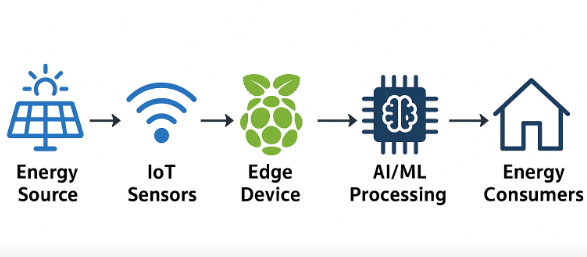 Energy
Source
IoT
Sensors
Edge
Device
AI/ML
Processing
Energy
Consumers